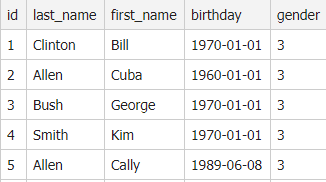 id last_name first_name birthday gender
1 Clinton Bill 1970-01-01 3
2 Allen Cuba 1960-01-01 3
3 Bush George 1970-01-01 3
4 Smith Kim 1970-01-01 3
5 Allen Cally 1989-06-08 3